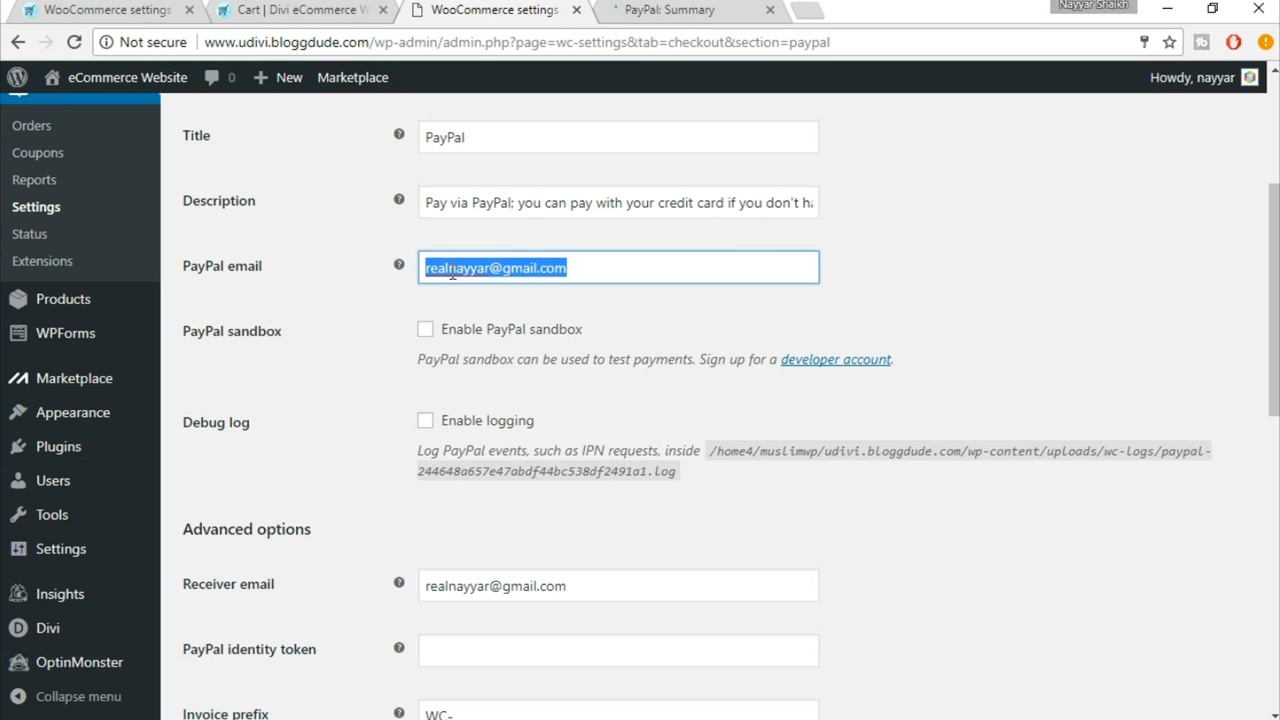 WooCommerce settings
Cart | Divi eCommerce W
WooCommerce settings
PayPal: Summary
Nayyar Shaikh
Not secure
www.udivi.bloggdude.com/wp-admin/admin.php?page=wc-settings&tab=checkout&section=paypal
eCommerce Website
0
New
Marketplace
Howdy, nayyar
Orders
Coupons
Reports
Settings
Status
Extensions
Products
WPForms
Marketplace
Appearance
Plugins
Users
Tools
Settings
Insights
Divi
OptinMonster
Collapse menu
Title
PayPal
Description
Pay via PayPal; you can pay with your credit card if you don't ha
PayPal email
realnayyar@gmail.com
PayPal sandbox
Enable PayPal sandbox
PayPal sandbox can be used to test payments. Sign up for a developer account.
Debug log
Enable logging
Log PayPal events, such as IPN requests, inside /home4/muslimwp/udivi.bloggdude.com/wp-content/uploads/wc-logs/paypal-
244648a657e47abdf44bc538df2491a1.log
Advanced options
Receiver email
realnayyar@gmail.com
PayPal identity token
Invoice prefix
WC-